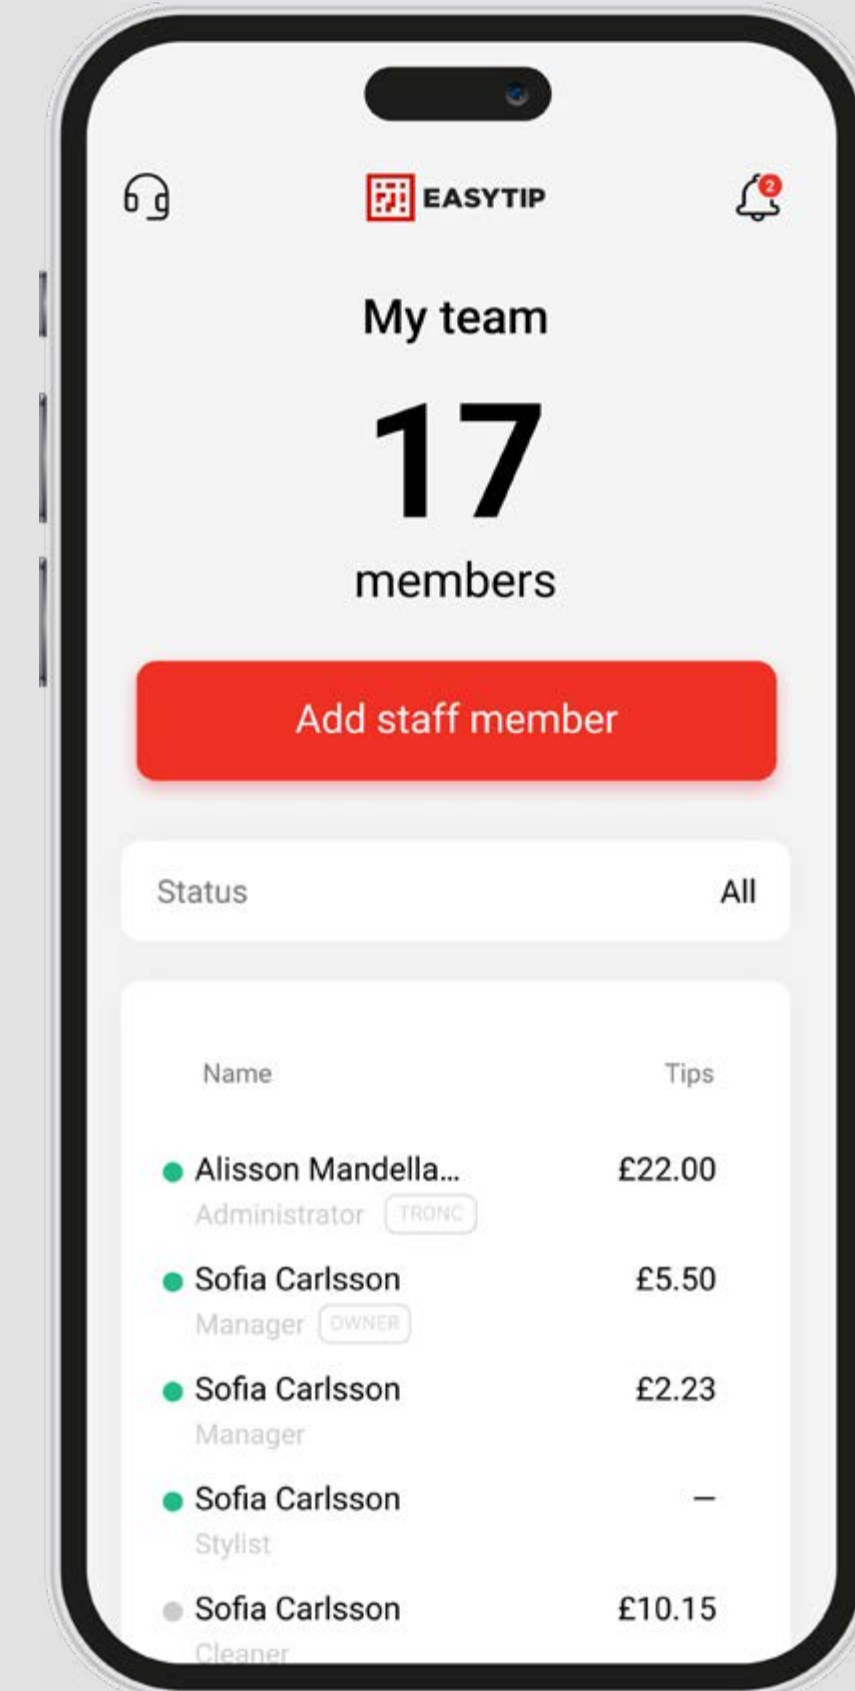 EASYTIP
2
My team
17
members
Add staff member
Status All
Name Tips
Alisson Mandella... £22.00
Administrator TRONC
Sofia Carlsson £5.50
Manager OWNER
Sofia Carlsson £2.23
Manager
Sofia Carlsson –
Stylist
Sofia Carlsson £10.15
Cleaner